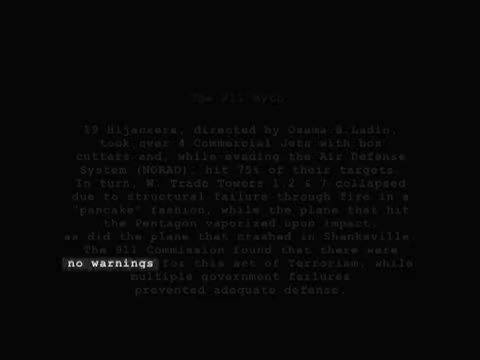 The 911 Myth
19 Hijackers, directed by Osama B.Ladin,
took over 4 Commercial Jets with box
cutters and, while evading the Air Defense
System (NORAD), hit 75% of their targets.
In turn, W. Trade Towers 1,2 & 7 collapsed
due to structural failure through fire in a
"pancake" fashion, while the plane that hit
the Pentagon vaporized upon impact,
as did the plane that crashed in Shanksville.
The 911 Commission found that there were
no warnings for this act of Terrorism, while
multiple government failures
prevented adequate defense.